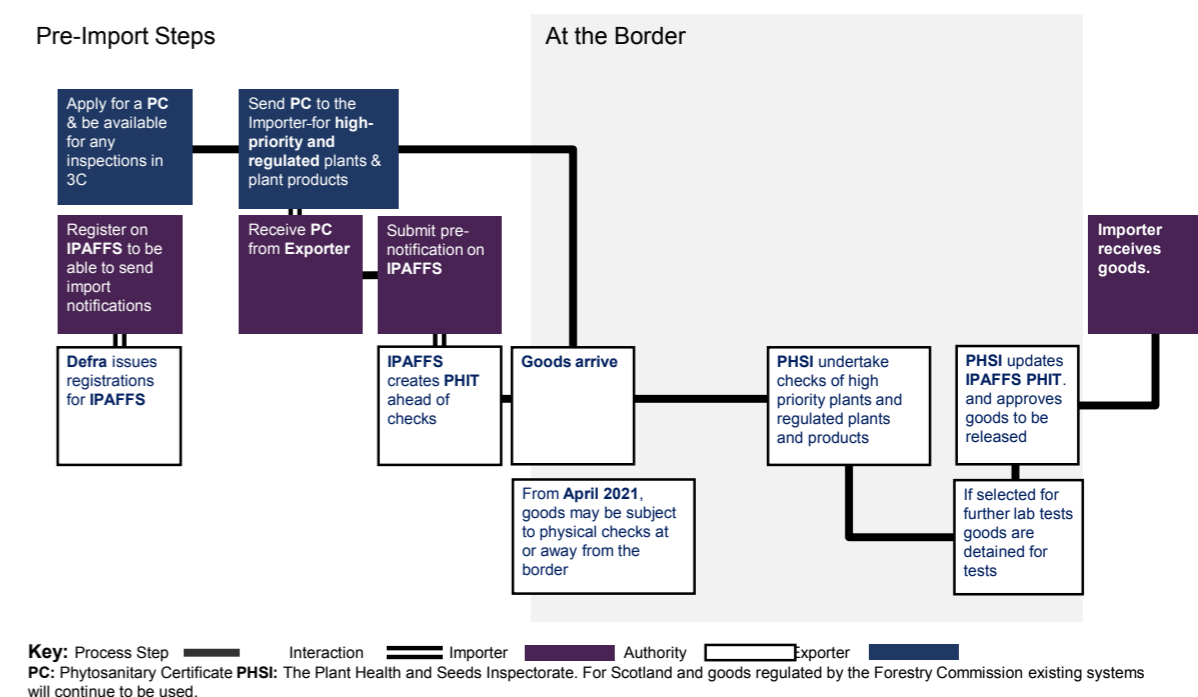 Pre-Import Steps
At the Border
Apply for a PC
& be available
for any
inspections in
3C
Send PC to the
Importer-for high-
priority and
regulated plants &
plant products
Register on
IPAFFS to be
able to send
import
notifications
Receive PC
from Exporter
Submit pre-
notification on
IPAFFS
Importer
receives
goods.
Defra issues
registrations
for IPAFFS
IPAFFS
creates PHIT
ahead of
checks
Goods arrive
PHSI undertake
checks of high
priority plants and
regulated plants
and products
PHSI updates
IPAFFS PHIT.
and approves
goods to be
released
From April 2021,
goods may be subject
to physical checks at
or away from the
border
If selected for
further lab tests
goods are
detained for
tests
Key: Process Step Interaction Importer Authority Exporter
PC: Phytosanitary Certificate PHSI: The Plant Health and Seeds Inspectorate. For Scotland and goods regulated by the Forestry Commission existing systems
will continue to be used.